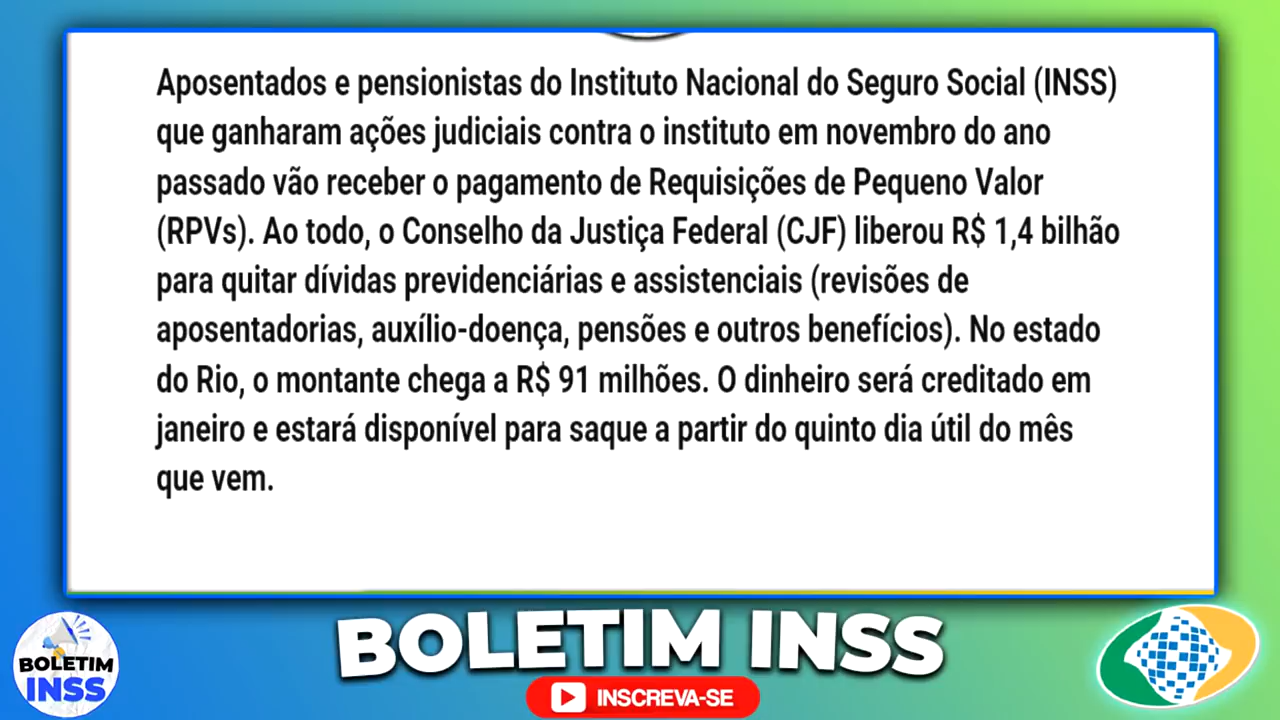 Aposentados e pensionistas do Instituto Nacional do Seguro Social (INSS)
que ganharam ações judiciais contra o instituto em novembro do ano
passado vão receber o pagamento de Requisições de Pequeno Valor
(RPVs). Ao todo, o Conselho da Justiça Federal (CJF) liberou R$ 1,4 bilhão
para quitar dívidas previdenciárias e assistenciais (revisões de
aposentadorias, auxílio-doença, pensões e outros benefícios). No estado
do Rio, o montante chega a R$ 91 milhões. O dinheiro será creditado em
janeiro e estará disponível para saque a partir do quinto dia útil do mês
que vem.
BOLETIM INSS
INSCREVA-SE
BOLETIM
INSS